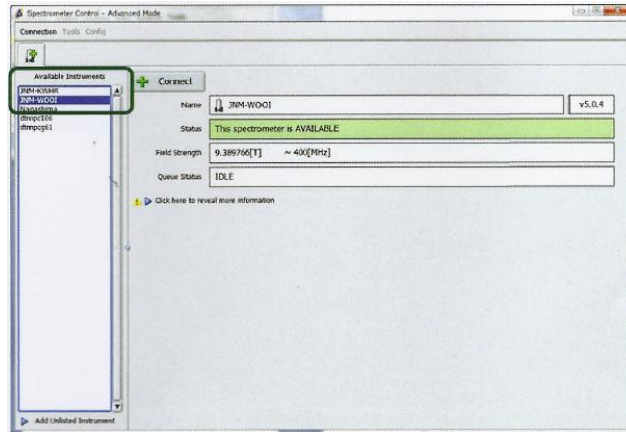 Spectrometer Control - Advanced Mode
Connection Tools Config
Available Instruments
JNM-KWHR
JNM-WOOI
Nagashima
dtmpc106
dtmpcg61
Add Unlisted Instrument
Connect
Name JNM-WOOI v5.0.4
Status This spectrometer is AVAILABLE
Field Strength 9.389766[T] ~ 400[MHz]
Queue Status IDLE
Click here to reveal more information